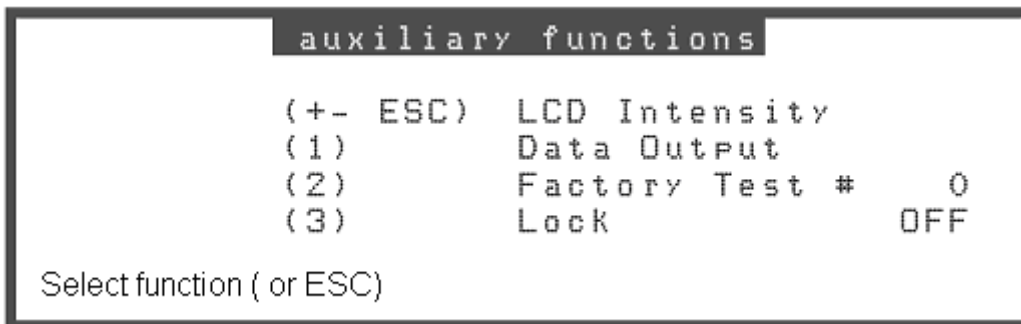 auxiliary functions
(+- ESC) LCD Intensity
(1) Data Output
(2) Factory Test # 0
(3) Lock OFF
Select function ( or ESC)